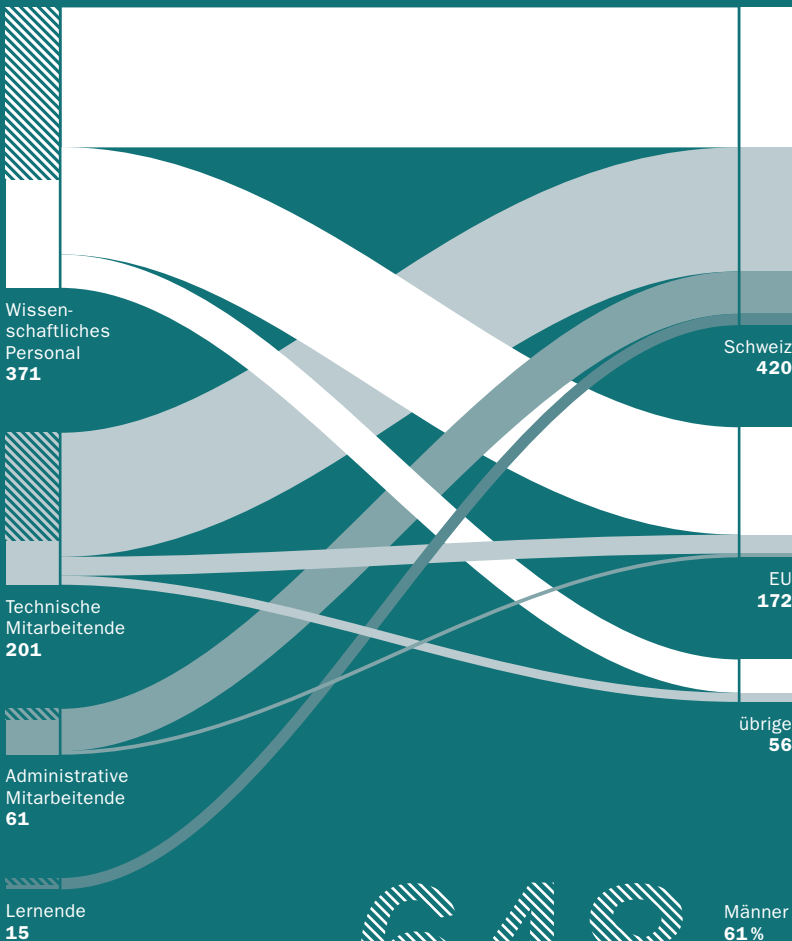 Wissen-
schaftliches
Personal
371
Technische
Mitarbeitende
201
Administrative
Mitarbeitende
61
Lernende
15
Schweiz
420
EU
172
übrige
56
648
Männer
61 %